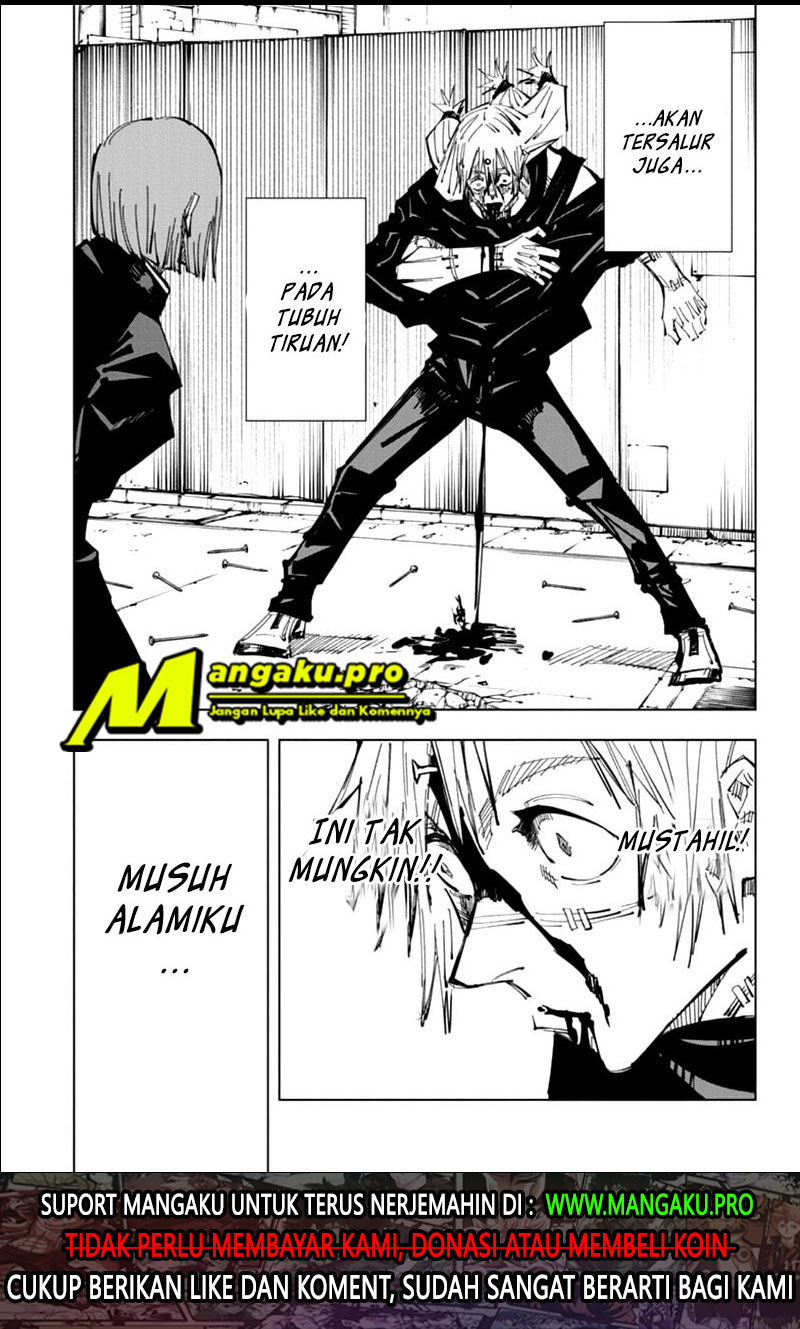 ...AKAN
TERSALUR
JUGA...
...
PADA
TUBUH
TIRUAN!
Mangaku.pro
Jangan Lupa Like dan Komennya
MUSTAHIL!
INI TAK
MUNGKIN!!
MUSUH
ALAMIKU
...
SUPORT MANGAKU UNTUK TERUS NERJEMAHIN DI : WWW.MANGAKU.PRO
TIDAK PERLU MEMBAYAR KAMI, DONASI ATAU MEMBELI KOIN
CUKUP BERIKAN LIKE DAN KOMENT, SUDAH SANGAT BERARTI BAGI KAMI